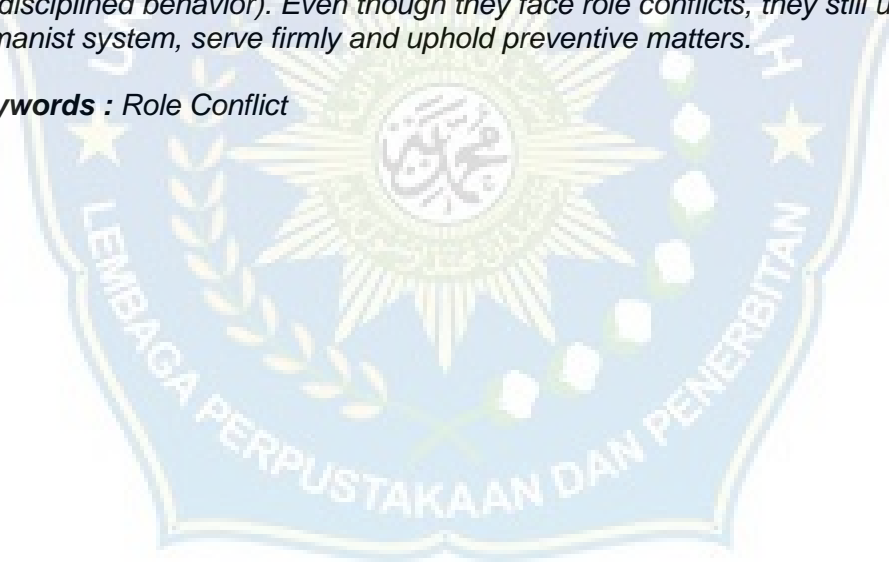 disciplined behavior). Even though they face role conflicts, they still u
manist system, serve firmly and uphold preventive matters.
ywords : Role Conflict
محمدية
LEMBAGA PERPUSTAKAAN DAN PENERBITAN